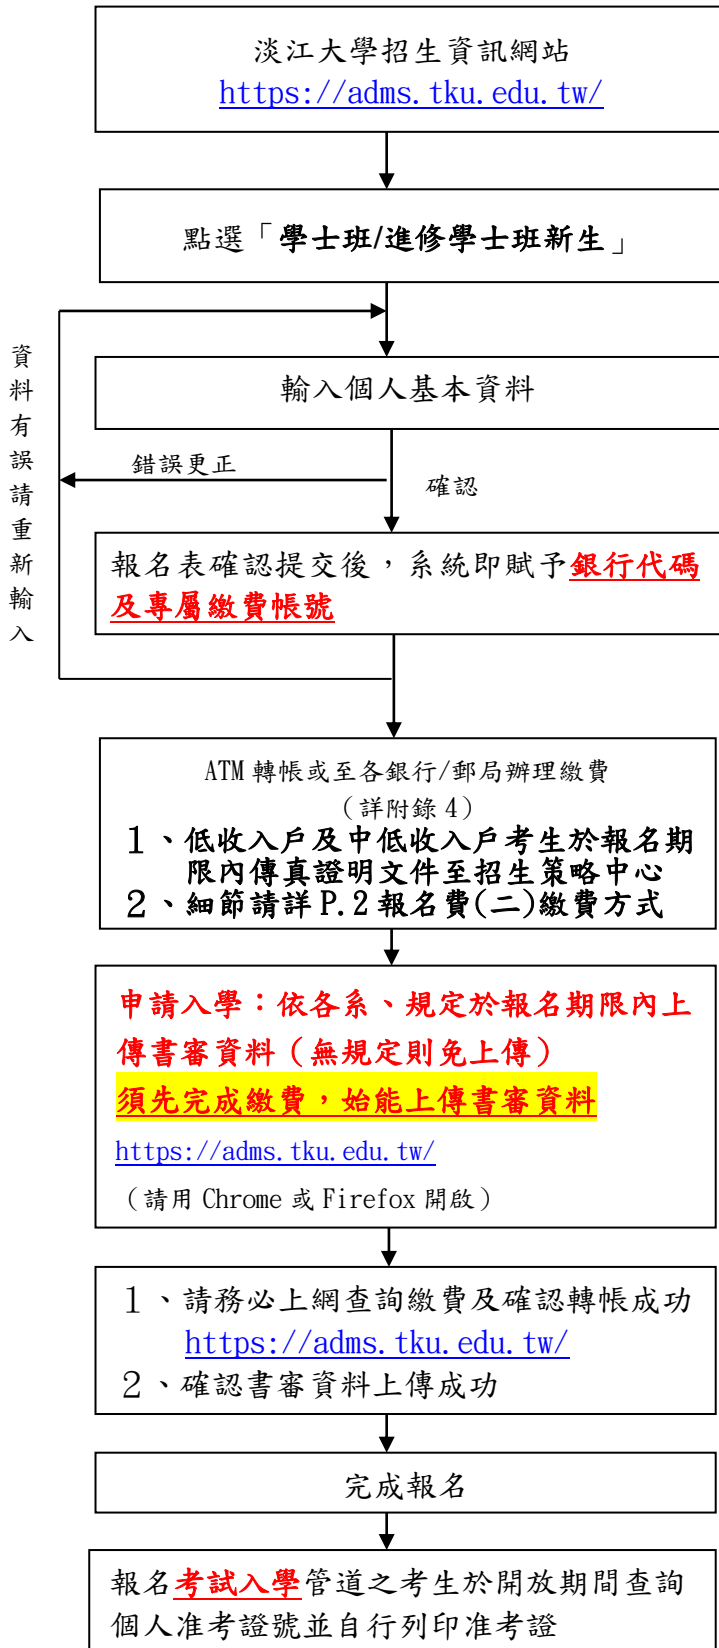 淡江大學招生資訊網站
https://adms.tku.edu.tw/
點選「學士班/進修學士班新生」
資料有誤請重新輸入
輸入個人基本資料
錯誤更正
確認
報名表確認提交後，系統即賦予銀行代碼
及專屬繳費帳號
ATM 轉帳或至各銀行/郵局辦理繳費
（詳附錄 4）
１、低收入戶及中低收入戶考生於報名期
限內傳真證明文件至招生策略中心
２、細節請詳 P.2 報名費(二)繳費方式
申請入學：依各系、規定於報名期限內上
傳書審資料（無規定則免上傳）
須先完成繳費，始能上傳書審資料
https://adms.tku.edu.tw/
（請用 Chrome 或 Firefox 開啟）
１、請務必上網查詢繳費及確認轉帳成功
https://adms.tku.edu.tw/
２、確認書審資料上傳成功
完成報名
報名考試入學管道之考生於開放期間查詢
個人准考證號並自行列印准考證